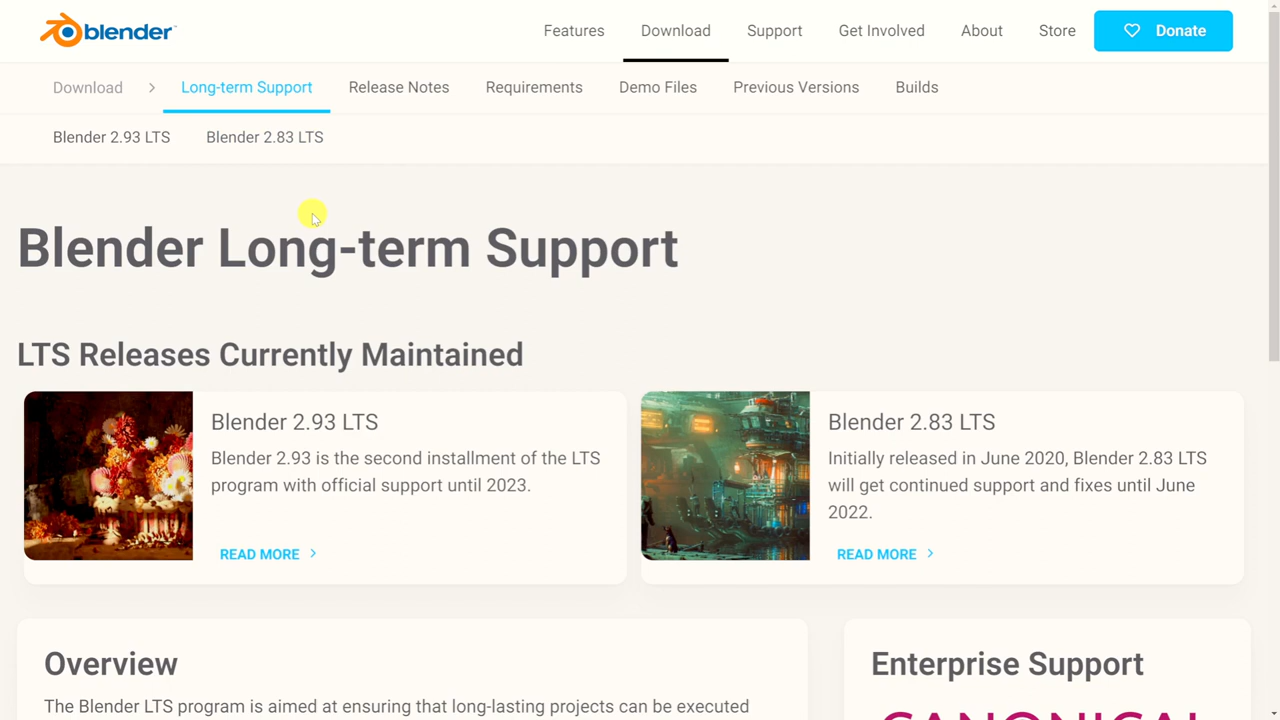 blender™
Features Download Support Get Involved About Store Donate
Download Long-term Support Release Notes Requirements Demo Files Previous Versions Builds
Blender 2.93 LTS Blender 2.83 LTS
Blender Long-term Support
LTS Releases Currently Maintained
Blender 2.93 LTS
Blender 2.93 is the second installment of the LTS
program with official support until 2023.
READ MORE
Blender 2.83 LTS
Initially released in June 2020, Blender 2.83 LTS
will get continued support and fixes until June
2022.
READ MORE
Overview
The Blender LTS program is aimed at ensuring that long-lasting projects can be executed
Enterprise Support
CANONICAL